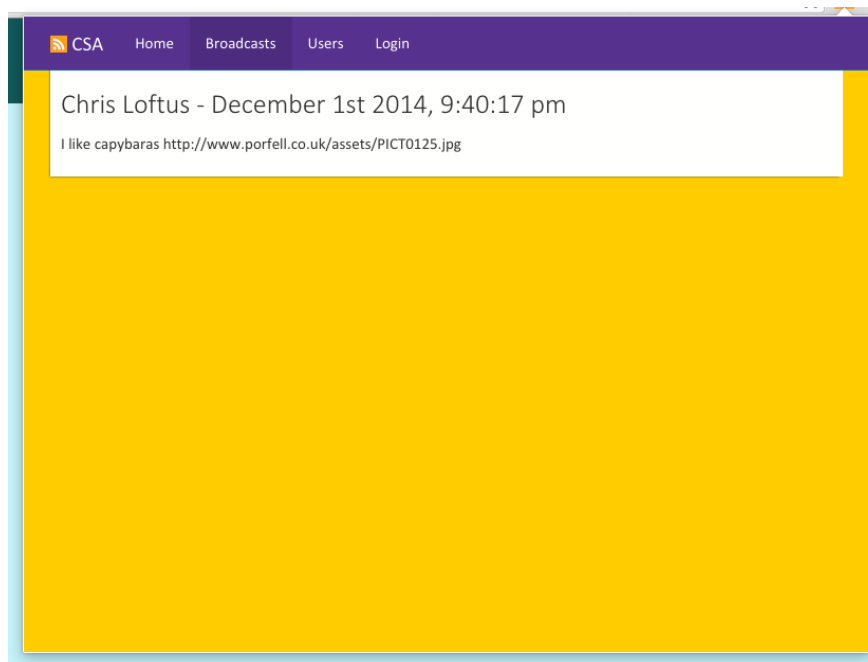 CSA Home Broadcasts Users Login
Chris Loftus - December 1st 2014, 9:40:17 pm
I like capybaras http://www.porfell.co.uk/assets/PICT0125.jpg